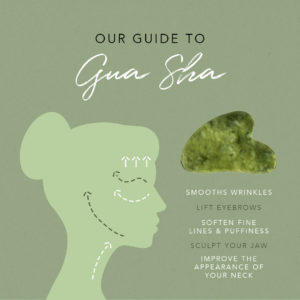 OUR GUIDE TO
Gua Sha
SMOOTHS WRINKLES
LIFT EYEBROWS
SOFTEN FINE
LINES & PUFFINESS
SCULPT YOUR JAW
IMPROVE THE
APPEARANCE OF
YOUR NECK